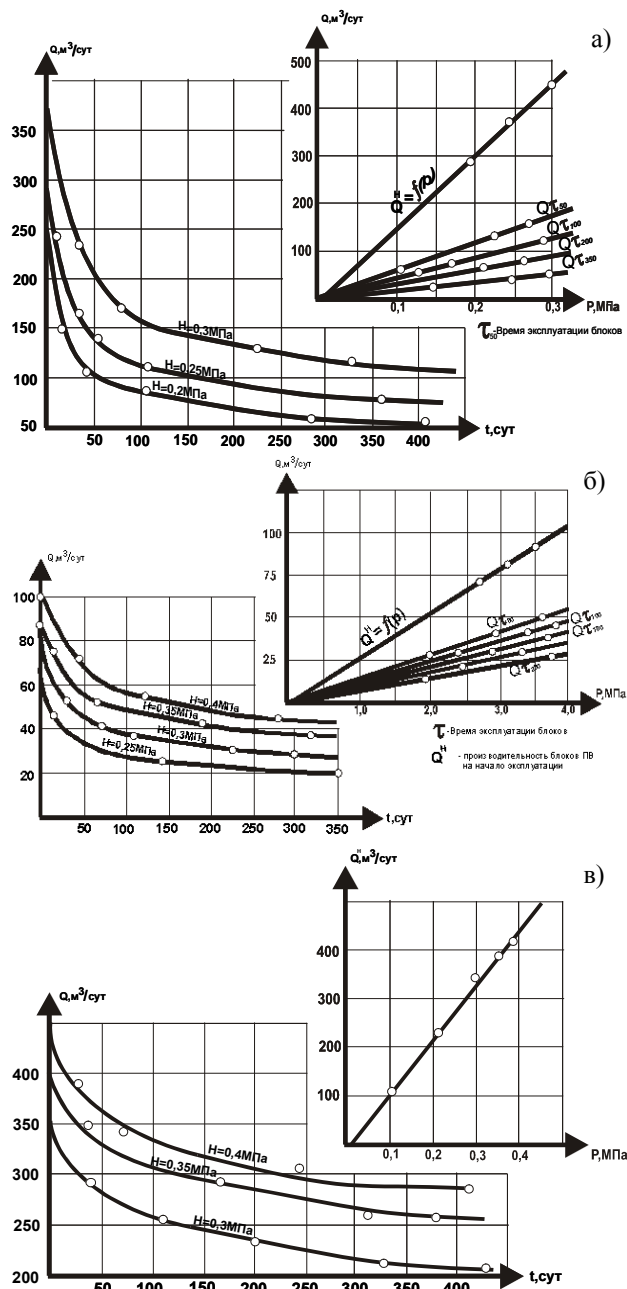 а)
Q,м³/сут
350
300
250
200
150
100
50
50 100 150 200 250 300 350 400
t,сут
H=0,3МПа
H=0,25МПа
H=0,2МПа
Q,м³/сут
500
400
300
200
100
0,1 0,2 0,3
P,МПа
Qᴴ=f(p)
Qτ50
Qτ100
Qτ200
Qτ350
τ50-Время эксплуатации блоков
б)
Q,м³/сут
100
80
60
40
20
50 100 150 200 250 300 350
t,сут
H=0,4МПа
H=0,35МПа
H=0,3МПа
H=0,25МПа
Q,м³/сут
100
75
50
25
1,0 2,0 3,0 4,0
P,МПа
Qᴴ=f(p)
τ-Время эксплуатации блоков
Qᴴ - производительность блоков ПВ
на начало эксплуатации
в)
Q,м³/сут
400
350
300
250
200
50 100 150 200 250 300 350 400
t,сут
H=0,4МПа
H=0,35МПа
H=0,3МПа
Qᴴ,м³/сут
400
300
200
100
0,1 0,2 0,3 0,4
P,МПа